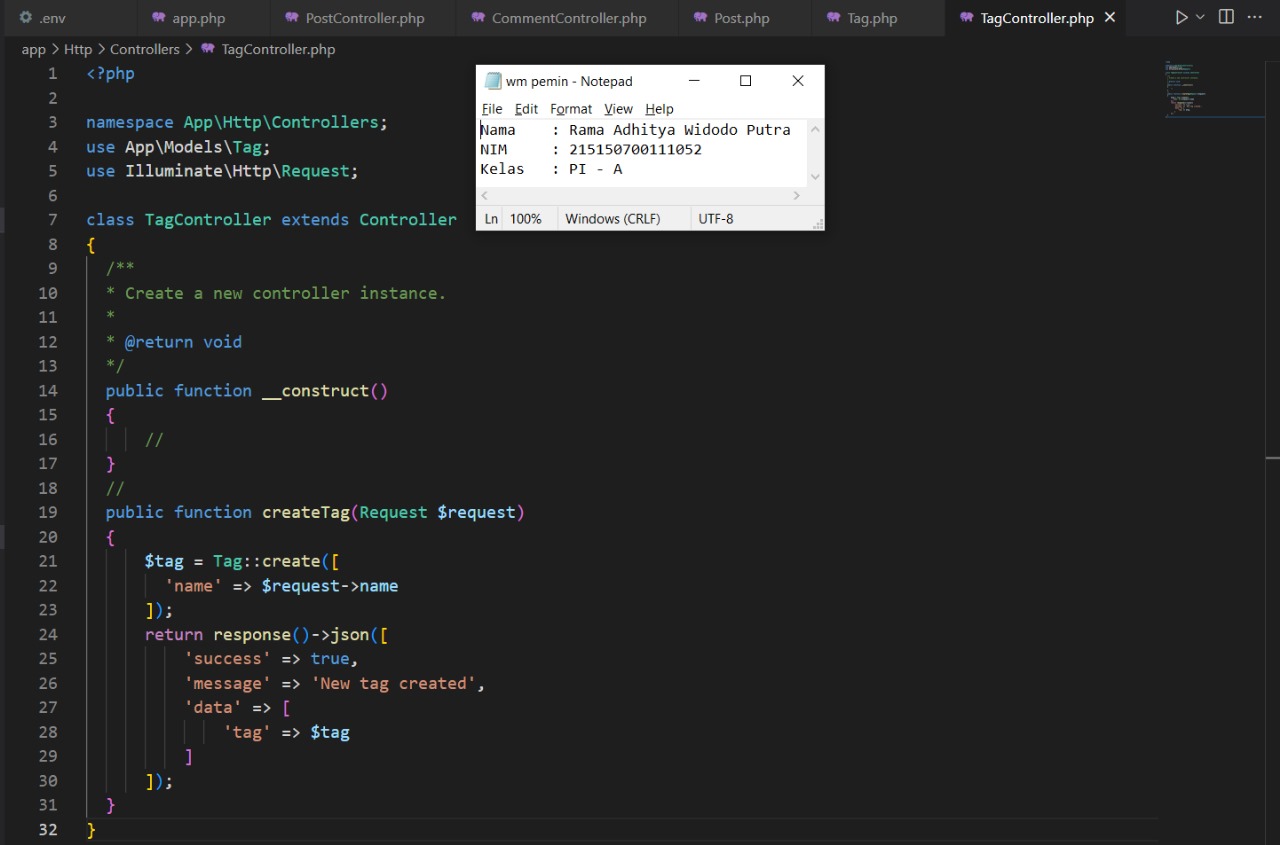 .env app.php PostController.php CommentController.php Post.php Tag.php TagController.php
app > Http > Controllers > TagController.php
1 <?php
2
3 namespace App\Http\Controllers;
4 use App\Models\Tag;
5 use Illuminate\Http\Request;
6
7 class TagController extends Controller
8 {
9 /**
10 * Create a new controller instance.
11 *
12 * @return void
13 */
14 public function __construct()
15 {
16 //
17 }
18 //
19 public function createTag(Request $request)
20 {
21 $tag = Tag::create([
22 'name' => $request->name
23 ]);
24 return response()->json([
25 'success' => true,
26 'message' => 'New tag created',
27 'data' => [
28 'tag' => $tag
29 ]
30 ]);
31 }
32 }
wm pemin - Notepad
File Edit Format View Help
Nama : Rama Adhitya Widodo Putra
NIM : 215150700111052
Kelas : PI - A
Ln 100% Windows (CRLF) UTF-8